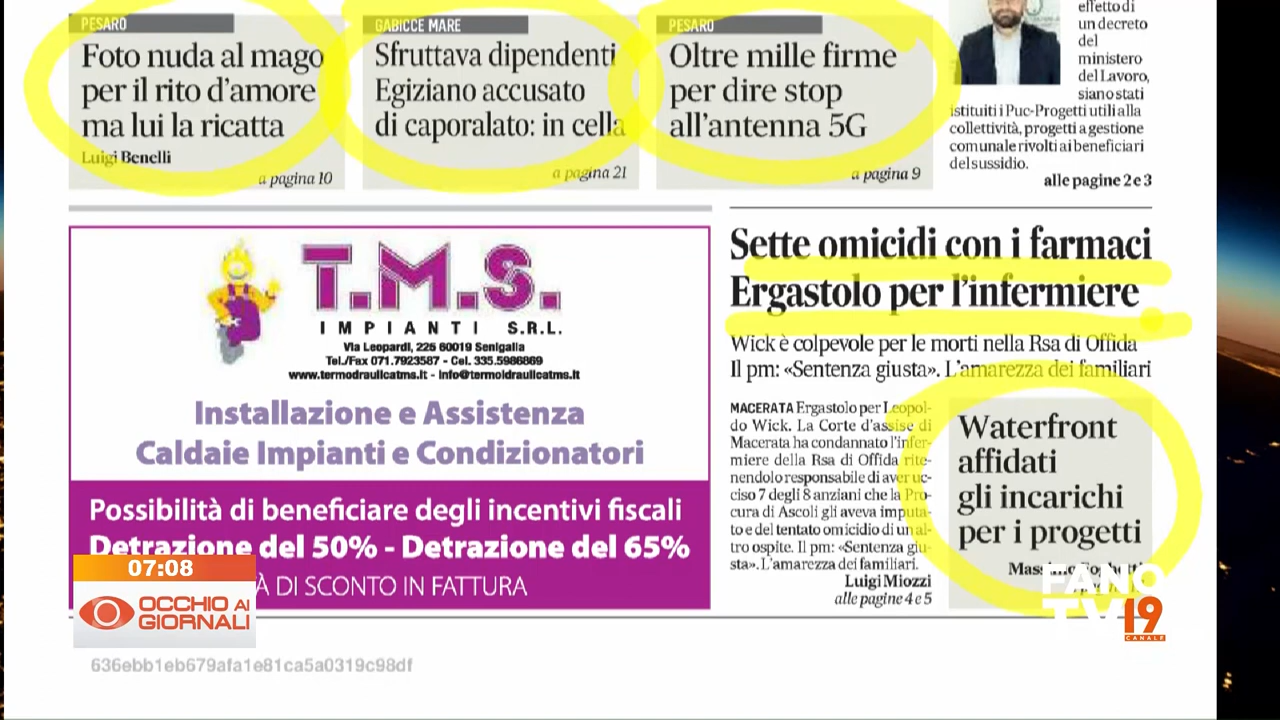 PESARO
Foto nuda al mago
per il rito d'amore
ma lui la ricatta
Luigi Benelli
a pagina 10
GABICCE MARE
Sfruttava dipendenti
Egiziano accusato
di caporalato: in cella
a pagina 21
PESARO
Oltre mille firme
per dire stop
all'antenna 5G
a pagina 9
effetto di
un decreto
del
ministero
del Lavoro,
siano stati
istituiti i Puc-Progetti utili alla
collettività, progetti a gestione
comunale rivolti ai beneficiari
del sussidio.
alle pagine 2 e 3
T.M.S.
IMPIANTI S.R.L.
Via Leopardi, 226 60019 Senigalia
Tel./Fax 071.7923587 - Cel. 335.5986869
www.termodraulicatms.it - info@termoidraulicatms.it
Installazione e Assistenza
Caldaie Impianti e Condizionatori
Possibilità di beneficiare degli incentivi fiscali
Detrazione del 50% - Detrazione del 65%
À DI SCONTO IN FATTURA
Sette omicidi con i farmaci
Ergastolo per l'infermiere
Wick è colpevole per le morti nella Rsa di Offida
Il pm: «Sentenza giusta». L'amarezza dei familiari
MACERATA Ergastolo per Leopol-
do Wick. La Corte d'assise di
Macerata ha condannato l'infer-
miere della Rsa di Offida rite-
nendolo responsabile di aver uc-
ciso 7 degli 8 anziani che la Pro-
cura di Ascoli gli aveva imputa-
to e del tentato omicidio di un al-
tro ospite. Il pm: «Sentenza giu-
sta». L'amarezza dei familiari.
Luigi Miozzi
alle pagine 4 e 5
Waterfront
affidati
gli incarichi
per i progetti
07:08
OCCHIO AI
GIORNALI
FANO
TV 19
CANALE
636ebb1eb679afa1e81ca5a0319c98df